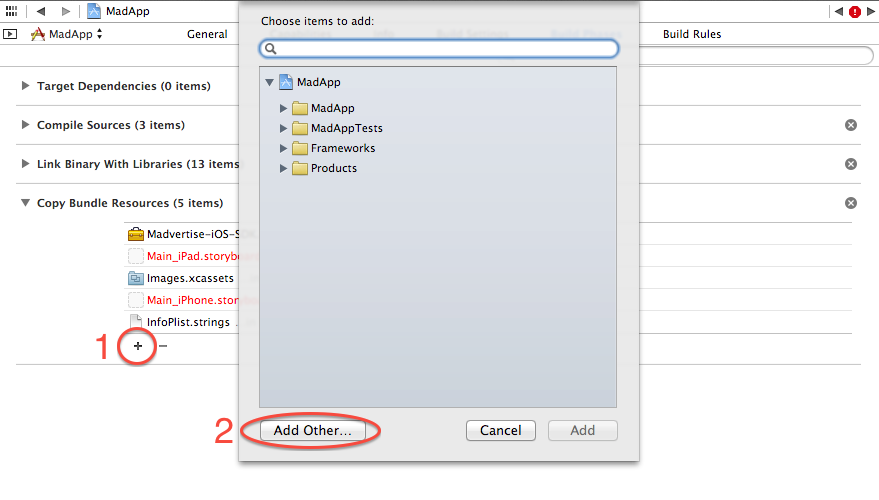 MadApp
MadApp
General
Build Rules
Choose items to add:
MadApp
MadApp
MadAppTests
Frameworks
Products
Target Dependencies (0 items)
Compile Sources (3 items)
Link Binary With Libraries (13 items
Copy Bundle Resources (5 items)
Madvertise-iOS-SDK
Main_iPad.storyboa
Images.xcassets
Main_iPhone.storyb
InfoPlist.strings
1
+ −
2
Add Other...
Cancel
Add